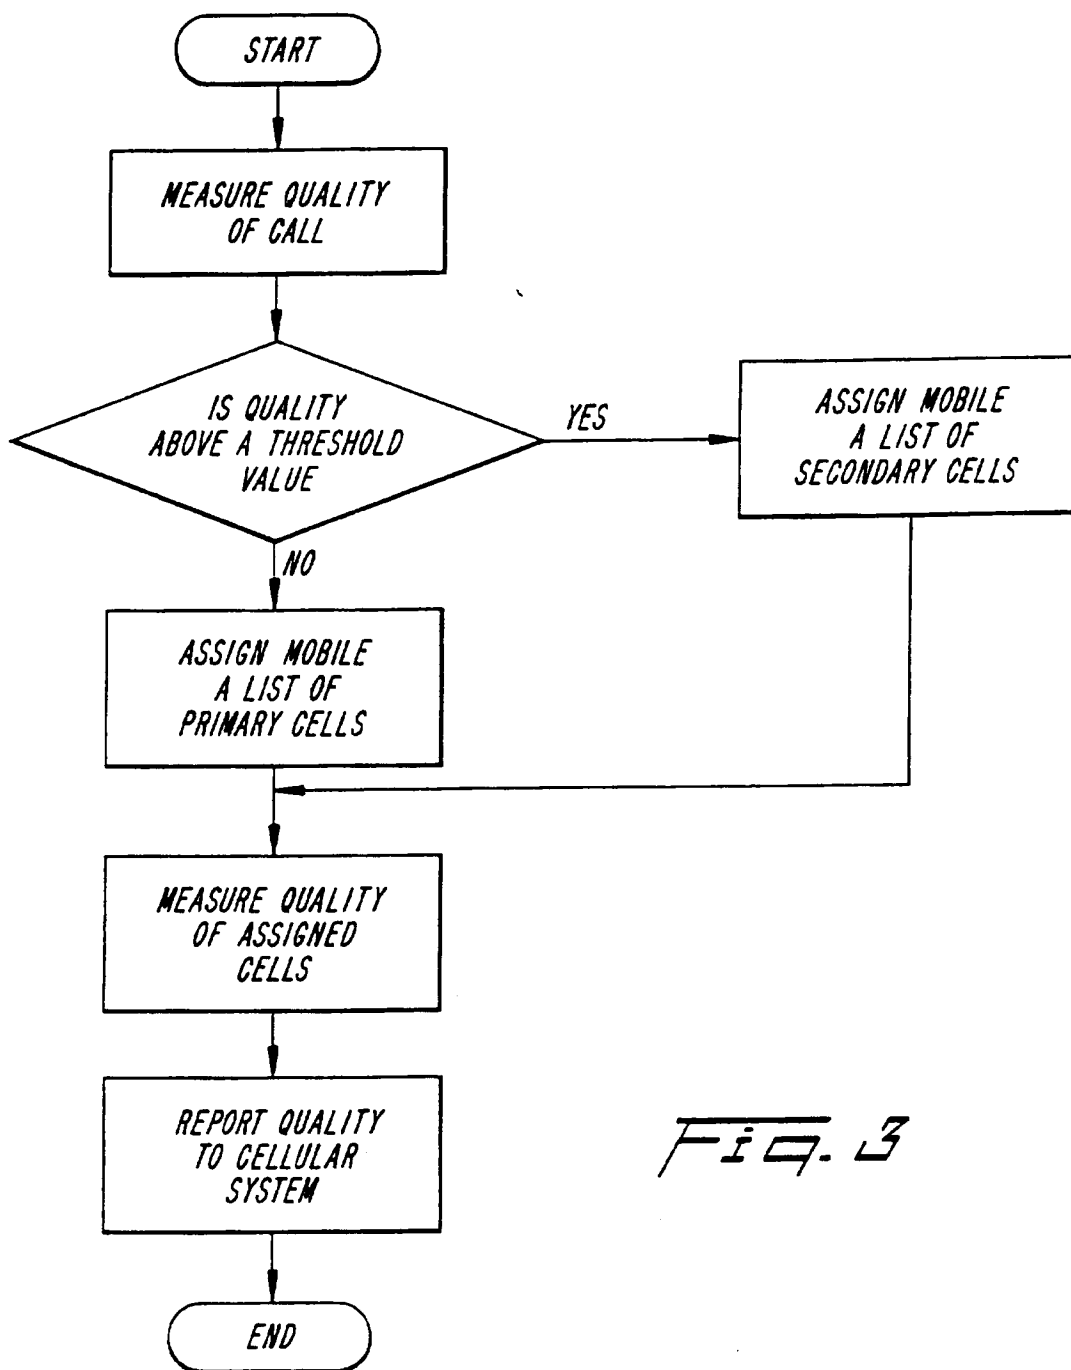 START
MEASURE QUALITY
OF CALL
IS QUALITY
ABOVE A THRESHOLD
VALUE
YES
ASSIGN MOBILE
A LIST OF
SECONDARY CELLS
NO
ASSIGN MOBILE
A LIST OF
PRIMARY CELLS
MEASURE QUALITY
OF ASSIGNED
CELLS
REPORT QUALITY
TO CELLULAR
SYSTEM
END
Fig. 3